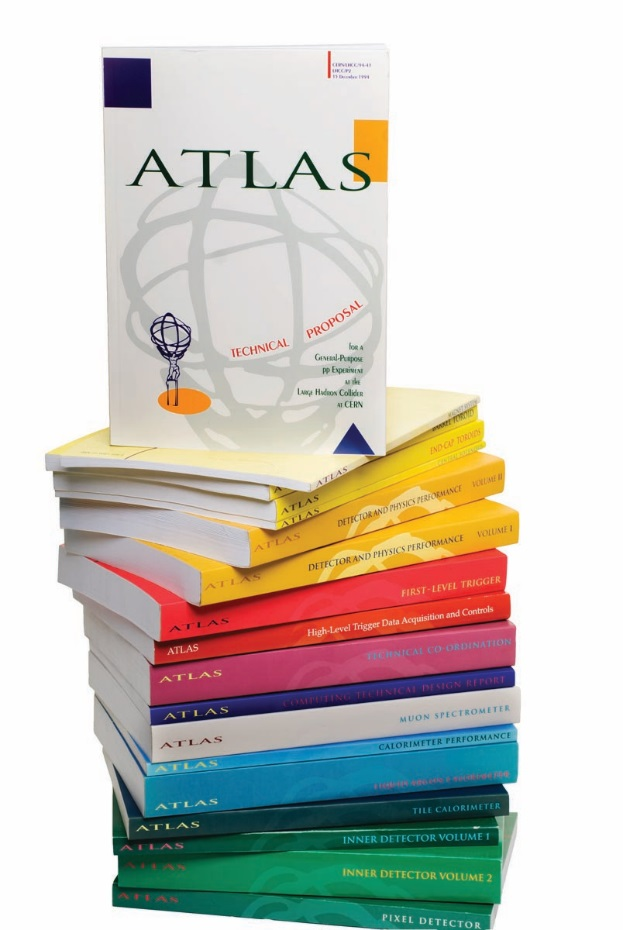 CERN/LHCC/94-43
LHCC/P2
15 December 1994
ATLAS
TECHNICAL PROPOSAL
for a
General-Purpose
pp Experiment
at the
Large Hadron Collider
at CERN
BARREL TOROID
ATLAS
END-CAP TOROIDS
ATLAS
ATLAS
DETECTOR AND PHYSICS PERFORMANCE VOLUME II
ATLAS
DETECTOR AND PHYSICS PERFORMANCE VOLUME I
ATLAS
FIRST-LEVEL TRIGGER
ATLAS
High-Level Trigger Data Acquisition and Controls
ATLAS
TECHNICAL CO-ORDINATION
ATLAS
COMPUTING TECHNICAL DESIGN REPORT
ATLAS
MUON SPECTROMETER
ATLAS
CALORIMETER PERFORMANCE
ATLAS
ATLAS
TILE CALORIMETER
ATLAS
INNER DETECTOR VOLUME 1
ATLAS
INNER DETECTOR VOLUME 2
ATLAS
PIXEL DETECTOR
ATLAS